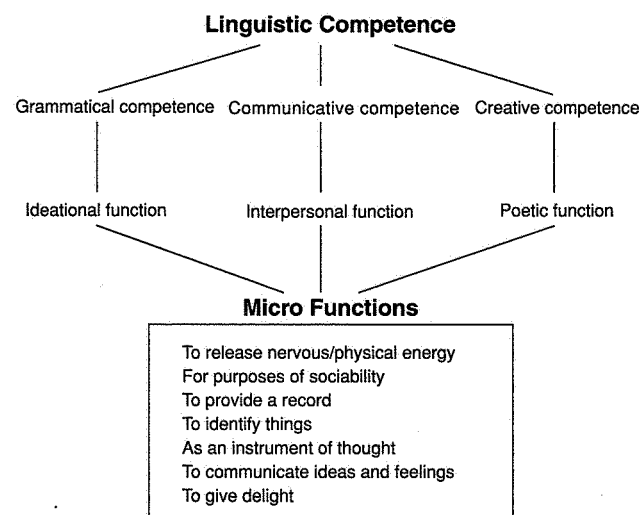 Linguistic Competence
Grammatical competence Communicative competence Creative competence
Ideational function Interpersonal function Poetic function
Micro Functions
To release nervous/physical energy
For purposes of sociability
To provide a record
To identify things
As an instrument of thought
To communicate ideas and feelings
To give delight